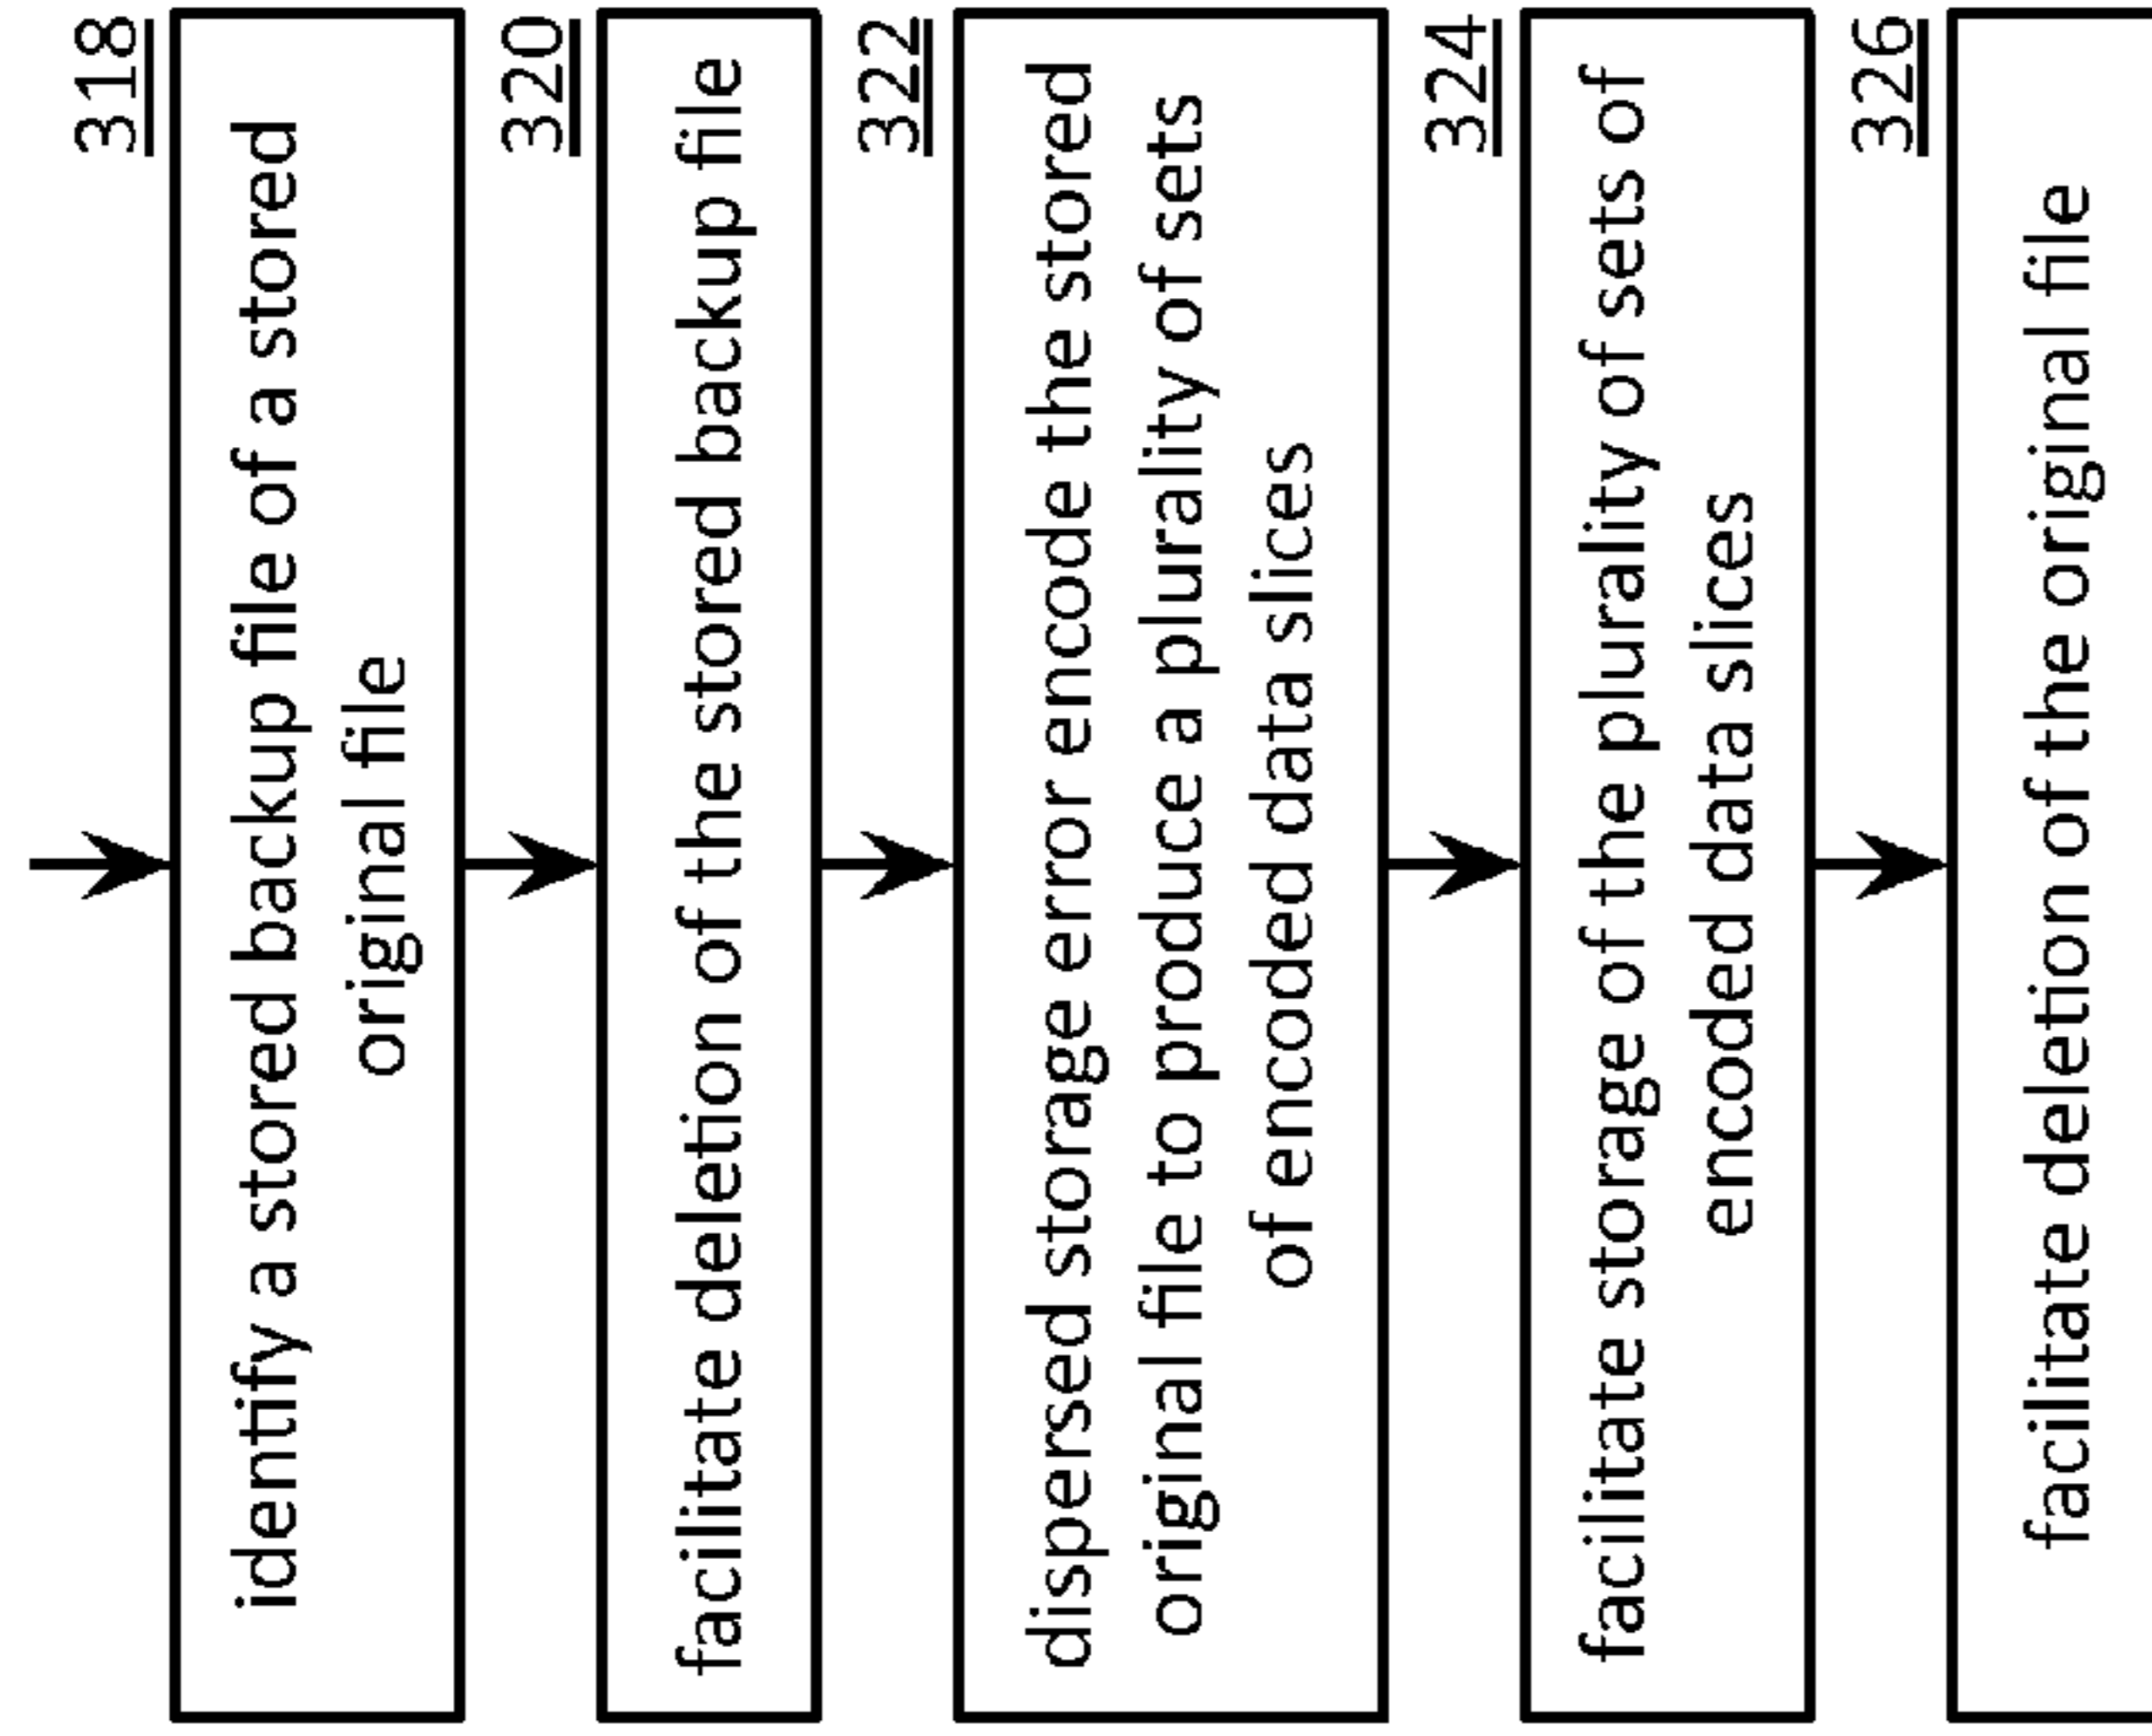 318
identify a stored backup file of a stored
original file
320
facilitate deletion of the stored backup file
322
dispersed storage error encode the stored
original file to produce a plurality of sets
of encoded data slices
324
facilitate storage of the plurality of sets of
encoded data slices
326
facilitate deletion of the original file